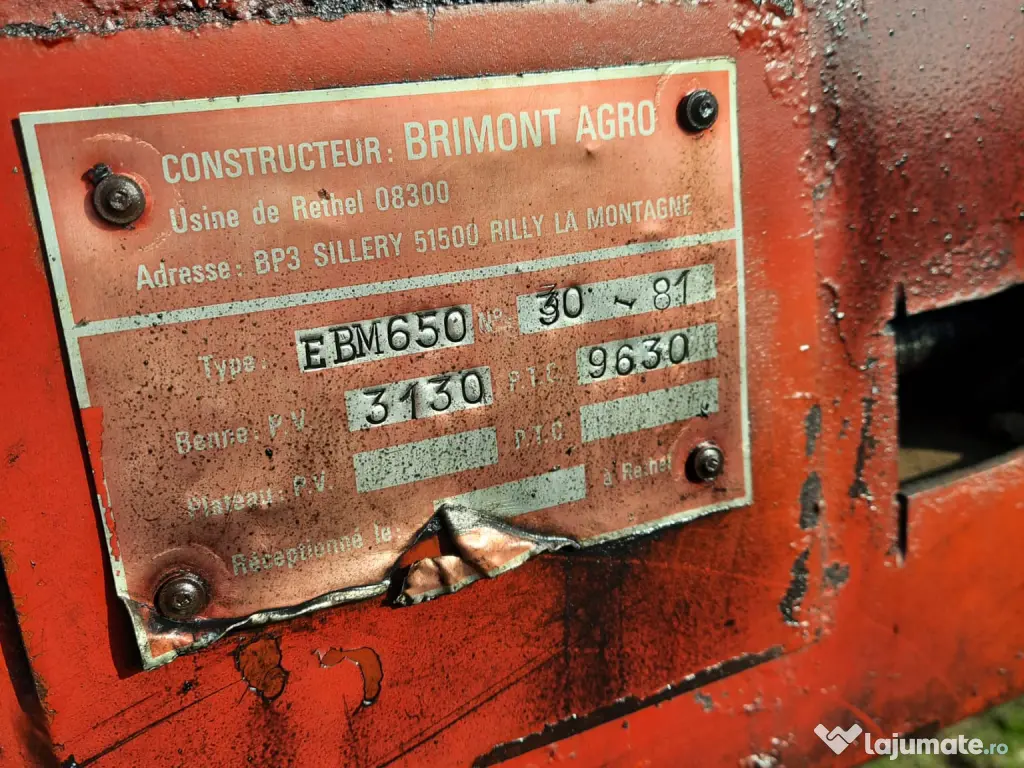 CONSTRUCTEUR: BRIMONT AGRO
Usine de Rethel 08300
Adresse: BP3 SILLERY 51500 RILLY LA MONTAGNE
Type: EBM650 N°: 30 - 81
Benne: P.V. 3130 P.T.C. 9630
Plateau: P.V. P.T.C
Réceptionné le: à Rethel
lajumate.ro